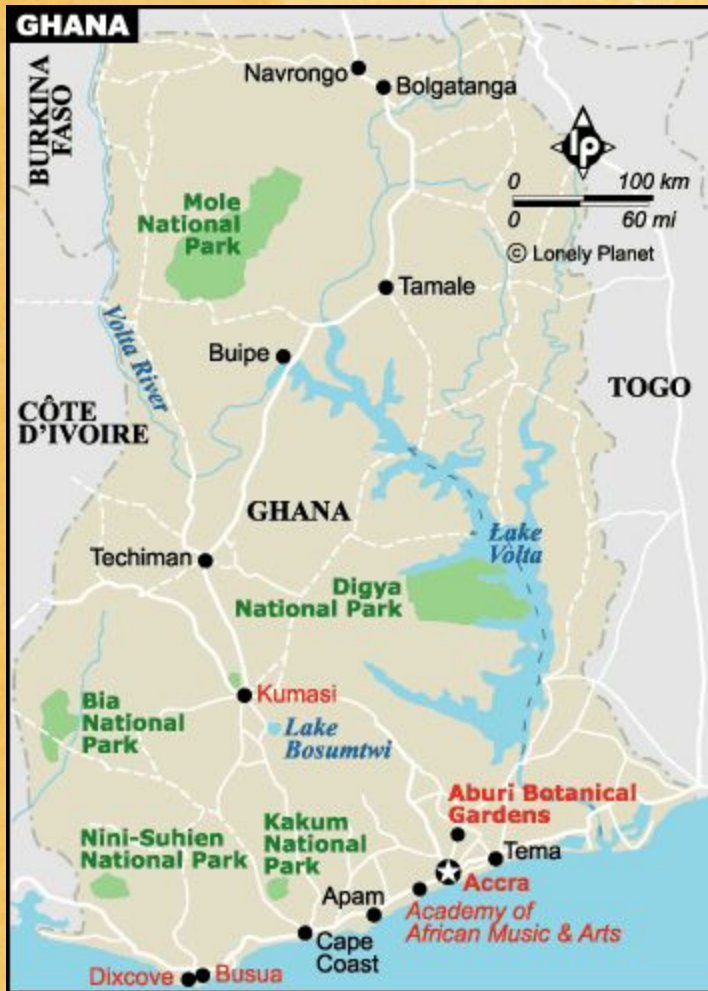 GHANA
BURKINA
FASO
Navrongo
Bolgatanga
lp
0 100 km
0 60 mi
© Lonely Planet
Mole
National
Park
Tamale
Volta River
Buipe
TOGO
CÔTE
D'IVOIRE
GHANA
Lake
Volta
Techiman
Digya
National Park
Kumasi
Bia
National
Park
Lake
Bosumtwi
Aburi Botanical
Gardens
Nini-Suhien
National Park
Kakum
National
Park
Tema
Accra
Apam
Academy of
African Music & Arts
Cape
Coast
Dixcove
Busua